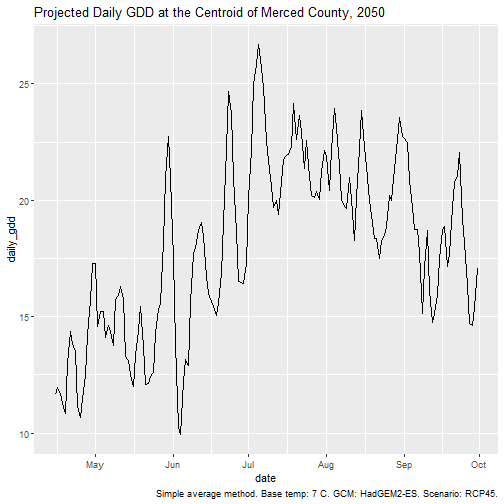 Projected Daily GDD at the Centroid of Merced County, 2050
25
20
15
10
daily_gdd
May Jun Jul Aug Sep Oct
date
Simple average method. Base temp: 7 C. GCM: HadGEM2-ES. Scenario: RCP45.